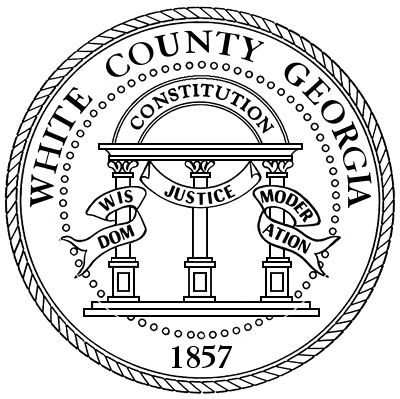 WHITE COUNTY GEORGIA
CONSTITUTION
WIS
DOM
JUSTICE
MODER
ATION
1857